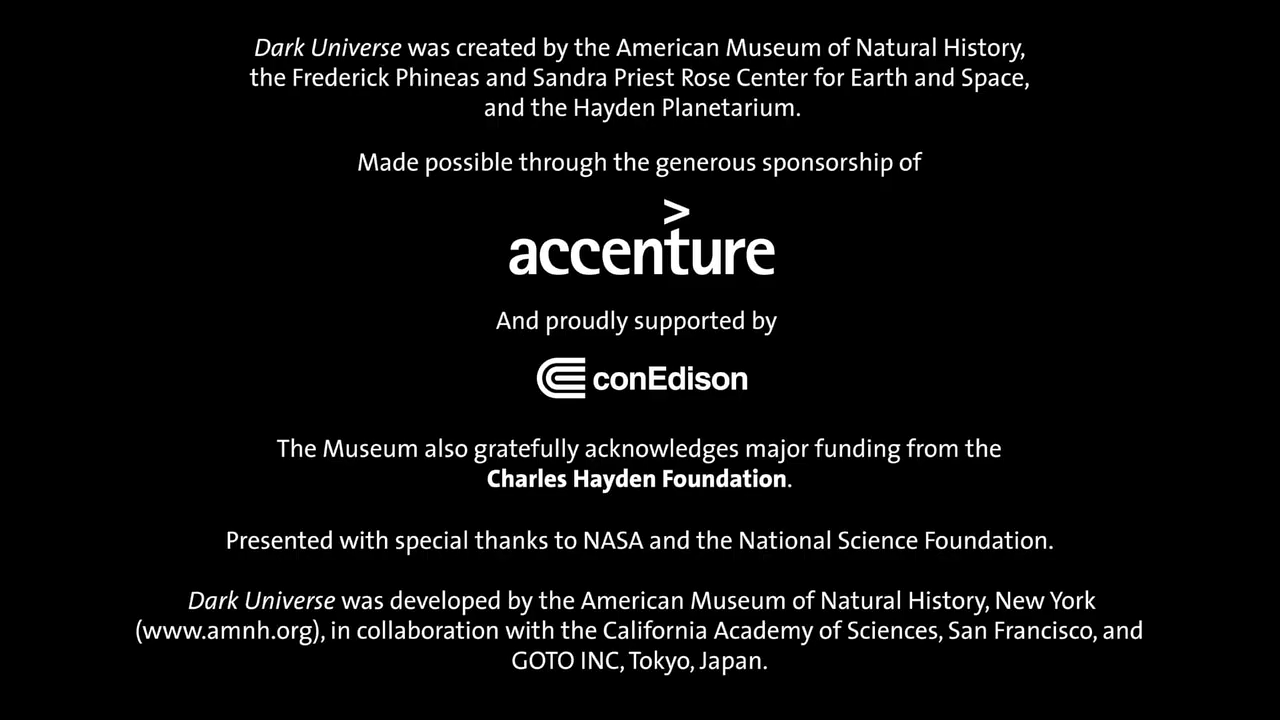 Dark Universe was created by the American Museum of Natural History,
the Frederick Phineas and Sandra Priest Rose Center for Earth and Space,
and the Hayden Planetarium.
Made possible through the generous sponsorship of
>
accenture
And proudly supported by
conEdison
The Museum also gratefully acknowledges major funding from the
Charles Hayden Foundation.
Presented with special thanks to NASA and the National Science Foundation.
Dark Universe was developed by the American Museum of Natural History, New York
(www.amnh.org), in collaboration with the California Academy of Sciences, San Francisco, and
GOTO INC, Tokyo, Japan.